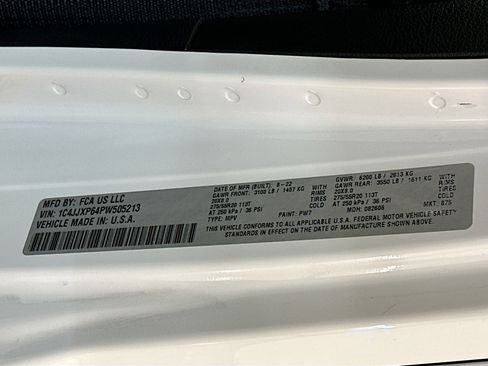 MFD BY: FCA US LLC
VIN: 1C4JJXP64PW505213
VEHICLE MADE IN: U.S.A.
DATE OF MFR (BUILT): 8-22
GVWR: 6200 LB / 2813 KG
GAWR FRONT: 3100 LB / 1407 KG WITH
GAWR REAR: 3550 LB / 1611 KG WITH
20X8.0 RIMS
20X8.0 RIMS
275/55R20 113T TIRES
275/55R20 113T TIRES
AT 250 kPa / 36 PSI COLD
AT 250 kPa / 36 PSI COLD
TYPE: MPV PAINT: PW7 MDH: 082606 MKT: 875
THIS VEHICLE CONFORMS TO ALL APPLICABLE U.S.A. FEDERAL MOTOR VEHICLE SAFETY
STANDARDS IN EFFECT ON THE DATE OF MANUFACTURE SHOWN ABOVE.
1C4JJXP64PW505213